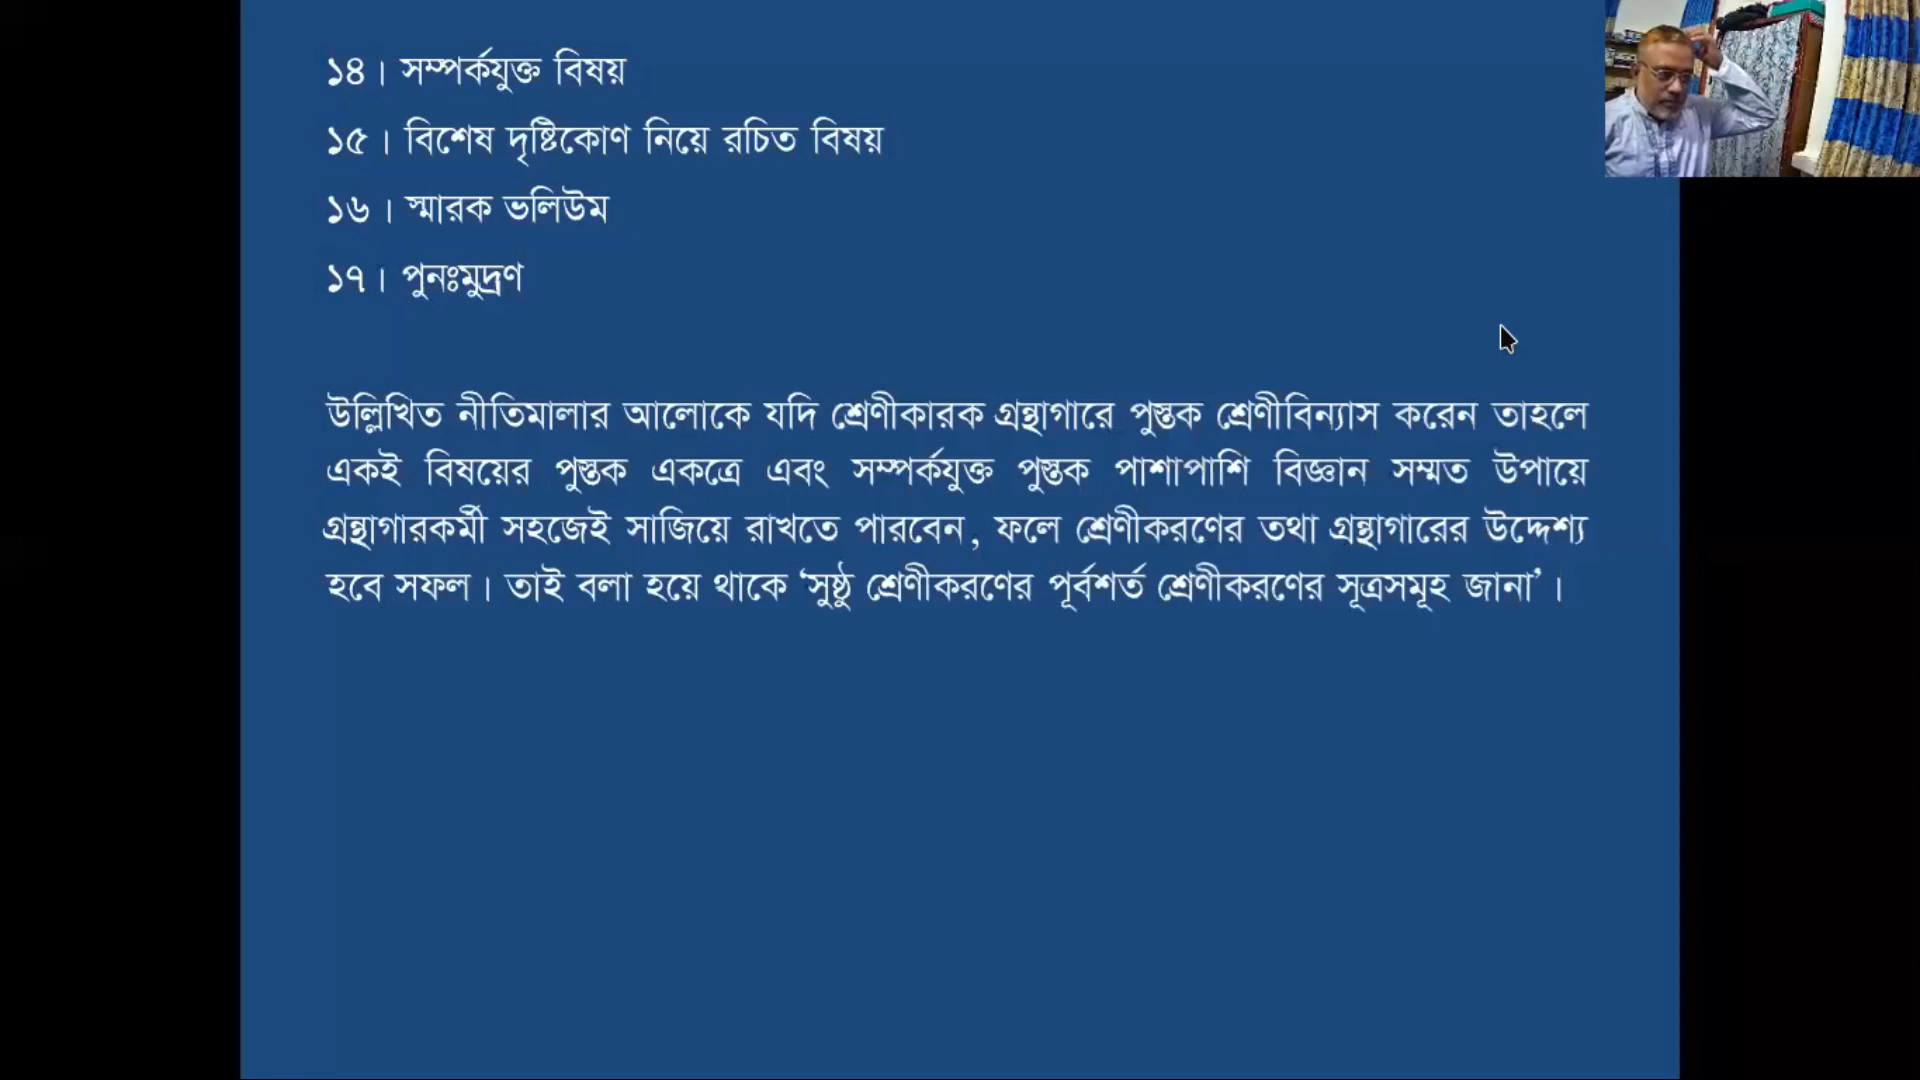 ১৪। সম্পর্কযুক্ত বিষয়
১৫। বিশেষ দৃষ্টিকোণ নিয়ে রচিত বিষয়
১৬। স্মারক ভলিউম
১৭। পুনঃমুদ্রণ
উল্লিখিত নীতিমালার আলোকে যদি শ্রেণীকারক গ্রন্থাগারে পুস্তক শ্রেণীবিন্যাস করেন তাহলে
একই বিষয়ের পুস্তক একত্রে এবং সম্পর্কযুক্ত পুস্তক পাশাপাশি বিজ্ঞান সম্মত উপায়ে
গ্রন্থাগারকর্মী সহজেই সাজিয়ে রাখতে পারবেন, ফলে শ্রেণীকরণের তথা গ্রন্থাগারের উদ্দেশ্য
হবে সফল। তাই বলা হয়ে থাকে ‘সুষ্ঠু শ্রেণীকরণের পূর্বশর্ত শ্রেণীকরণের সূত্রসমূহ জানা’।